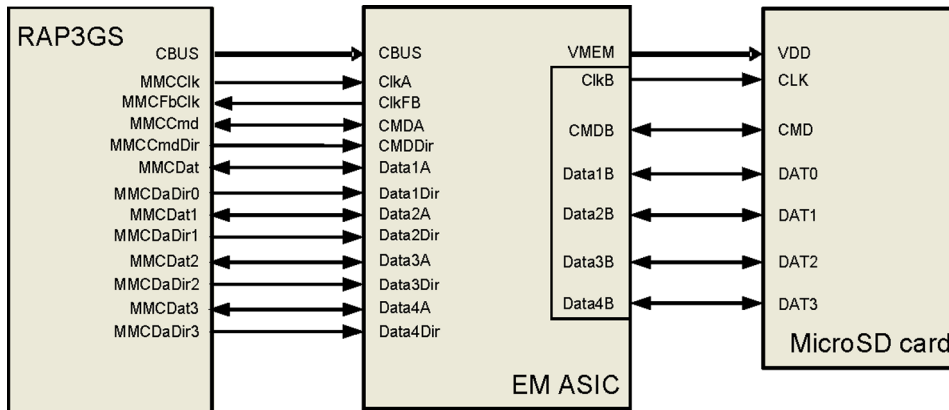 RAP3GS
CBUS CBUS VMEM VDD
MMCClk ClkA ClkB CLK
MMCFbClk ClkFB
MMCCmd CMDA CMDB CMD
MMCCmdDir CMDDir
MMCDat Data1A Data1B DAT0
MMCDaDir0 Data1Dir
MMCDat1 Data2A Data2B DAT1
MMCDaDir1 Data2Dir
MMCDat2 Data3A Data3B DAT2
MMCDaDir2 Data3Dir
MMCDat3 Data4A Data4B DAT3
MMCDaDir3 Data4Dir
MicroSD card
EM ASIC